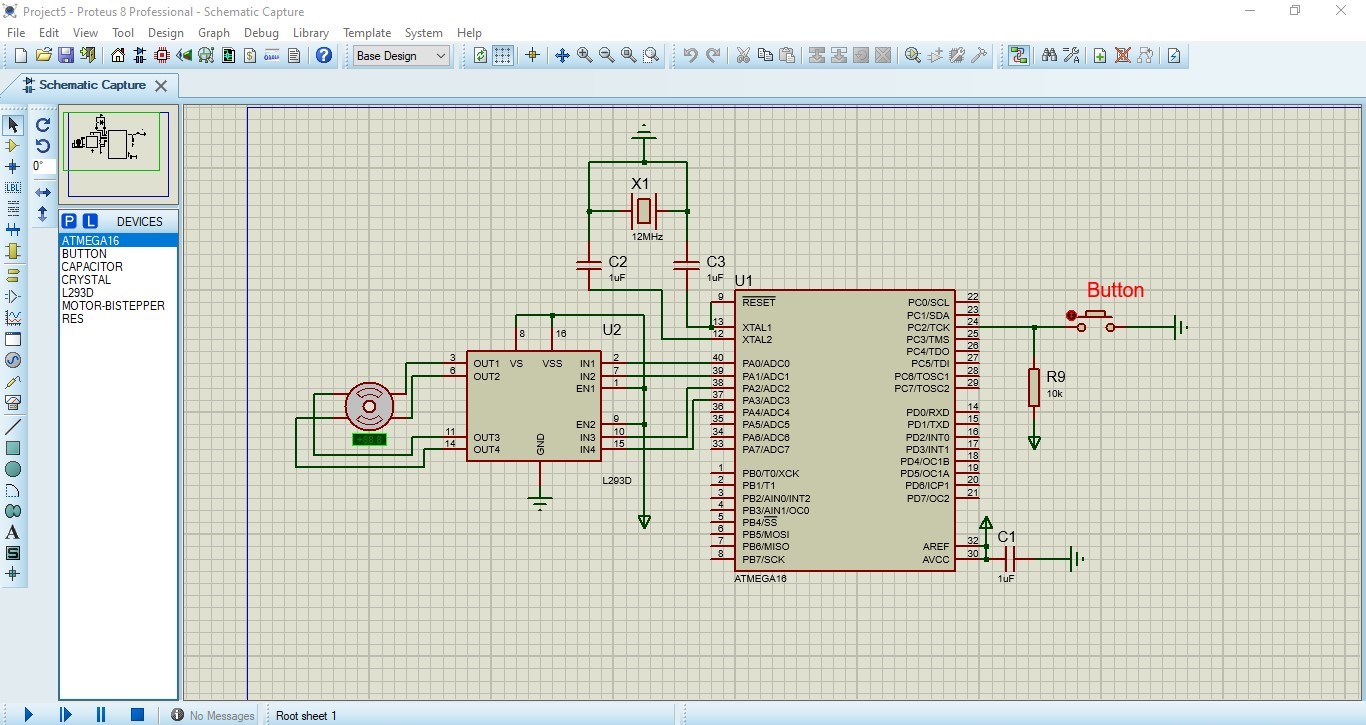 Project5 - Proteus 8 Professional - Schematic Capture
File Edit View Tool Design Graph Debug Library Template System Help
Base Design
Schematic Capture
LBL
0°
P L DEVICES
ATMEGA16
BUTTON
CAPACITOR
CRYSTAL
L293D
MOTOR-BISTEPPER
RES
A
S
X1
12MHz
C2
1uF
C3
1uF
U2
8 16
VS VSS
3 OUT1
6 OUT2
11 OUT3
14 OUT4
GND
IN1 2
IN2 7
EN1 1
EN2 9
IN3 10
IN4 15
L293D
+88.8
U1
9 RESET
13 XTAL1
12 XTAL2
40 PA0/ADC0
39 PA1/ADC1
38 PA2/ADC2
37 PA3/ADC3
36 PA4/ADC4
35 PA5/ADC5
34 PA6/ADC6
33 PA7/ADC7
1 PB0/T0/XCK
2 PB1/T1
3 PB2/AIN0/INT2
4 PB3/AIN1/OC0
5 PB4/SS
6 PB5/MOSI
7 PB6/MISO
8 PB7/SCK
PC0/SCL 22
PC1/SDA 23
PC2/TCK 24
PC3/TMS 25
PC4/TDO 26
PC5/TDI 27
PC6/TOSC1 28
PC7/TOSC2 29
PD0/RXD 14
PD1/TXD 15
PD2/INT0 16
PD3/INT1 17
PD4/OC1B 18
PD5/OC1A 19
PD6/ICP1 20
PD7/OC2 21
AREF 32
AVCC 30
ATMEGA16
Button
R9
10k
C1
1uF
No Messages
Root sheet 1